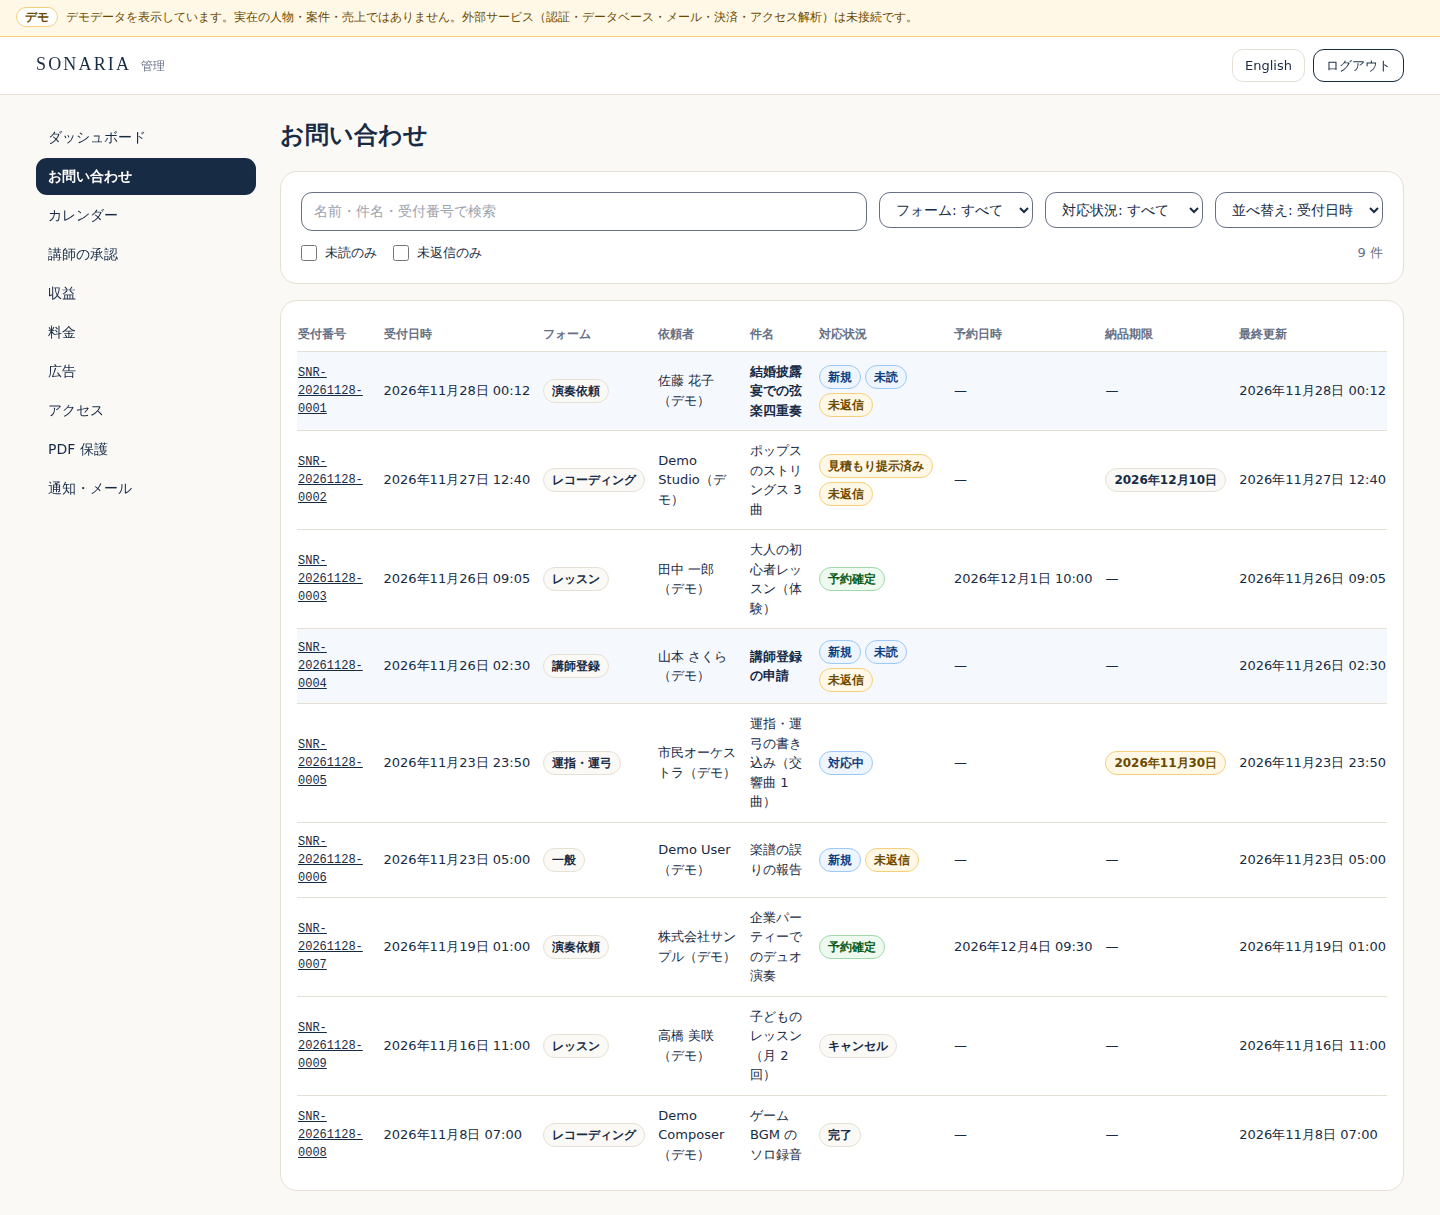 デモ デモデータを表示しています。実在の人物・案件・売上ではありません。外部サービス（認証・データベース・メール・決済・アクセス解析）は未接続です。
SONARIA 管理
English ログアウト
ダッシュボード
お問い合わせ
カレンダー
講師の承認
収益
料金
広告
アクセス
PDF 保護
通知・メール
お問い合わせ
名前・件名・受付番号で検索 フォーム: すべて 対応状況: すべて 並べ替え: 受付日時
未読のみ 未返信のみ 9 件
受付番号 受付日時 フォーム 依頼者 件名 対応状況 予約日時 納品期限 最終更新
SNR-
20261128-
0001
2026年11月28日 00:12
演奏依頼
佐藤 花子
（デモ）
結婚披露
宴での弦
楽四重奏
新規 未読
未返信
—
—
2026年11月28日 00:12
SNR-
20261128-
0002
2026年11月27日 12:40
レコーディング
Demo
Studio（デ
モ）
ポップス
のストリ
ングス 3
曲
見積もり提示済み
未返信
—
2026年12月10日
2026年11月27日 12:40
SNR-
20261128-
0003
2026年11月26日 09:05
レッスン
田中 一郎
（デモ）
大人の初
心者レッ
スン（体
験）
予約確定
2026年12月1日 10:00
—
2026年11月26日 09:05
SNR-
20261128-
0004
2026年11月26日 02:30
講師登録
山本 さくら
（デモ）
講師登録
の申請
新規 未読
未返信
—
—
2026年11月26日 02:30
SNR-
20261128-
0005
2026年11月23日 23:50
運指・運弓
市民オーケス
トラ（デモ）
運指・運
弓の書き
込み（交
響曲 1
曲）
対応中
—
2026年11月30日
2026年11月23日 23:50
SNR-
20261128-
0006
2026年11月23日 05:00
一般
Demo User
（デモ）
楽譜の誤
りの報告
新規 未返信
—
—
2026年11月23日 05:00
SNR-
20261128-
0007
2026年11月19日 01:00
演奏依頼
株式会社サン
プル（デモ）
企業パー
ティーで
のデュオ
演奏
予約確定
2026年12月4日 09:30
—
2026年11月19日 01:00
SNR-
20261128-
0009
2026年11月16日 11:00
レッスン
高橋 美咲
（デモ）
子どもの
レッスン
（月 2
回）
キャンセル
—
—
2026年11月16日 11:00
SNR-
20261128-
0008
2026年11月8日 07:00
レコーディング
Demo
Composer
（デモ）
ゲーム
BGM の
ソロ録音
完了
—
—
2026年11月8日 07:00